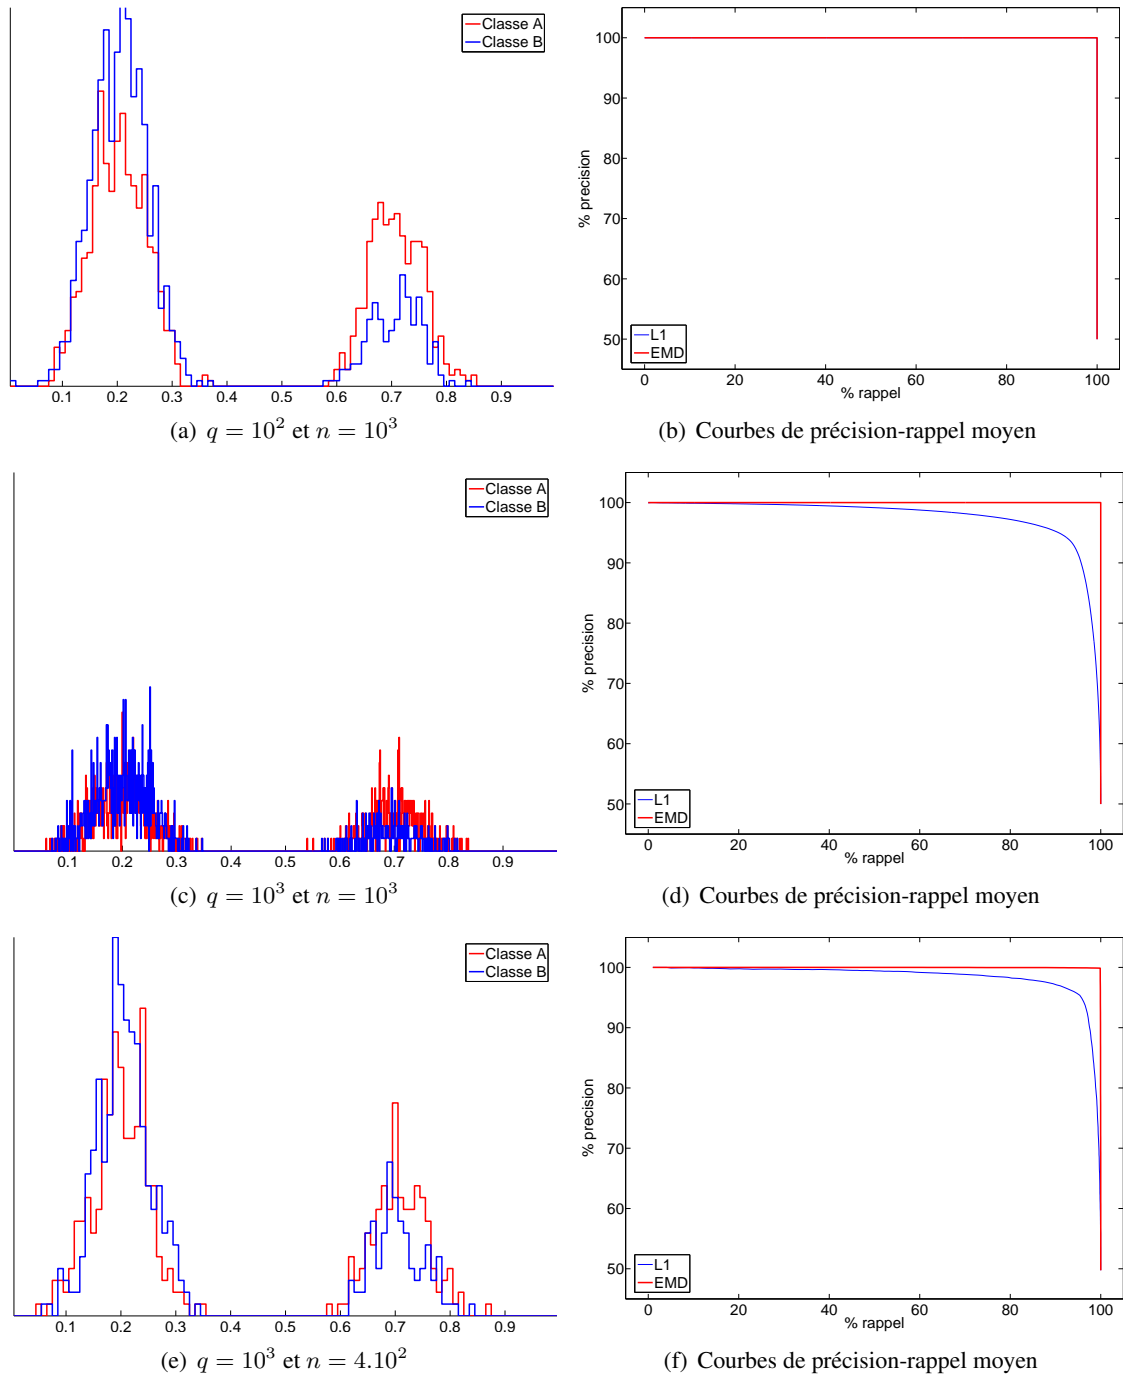 Classe A
Classe B
0.1 0.2 0.3 0.4 0.5 0.6 0.7 0.8 0.9
(a) q = 10² et n = 10³
100
90
80
70
60
50
% precision
L1
EMD
0 20 40 60 80 100
% rappel
(b) Courbes de précision-rappel moyen
Classe A
Classe B
0.1 0.2 0.3 0.4 0.5 0.6 0.7 0.8 0.9
(c) q = 10³ et n = 10³
100
90
80
70
60
50
% precision
L1
EMD
0 20 40 60 80 100
% rappel
(d) Courbes de précision-rappel moyen
Classe A
Classe B
0.1 0.2 0.3 0.4 0.5 0.6 0.7 0.8 0.9
(e) q = 10³ et n = 4.10²
100
90
80
70
60
50
% precision
L1
EMD
0 20 40 60 80 100
% rappel
(f) Courbes de précision-rappel moyen